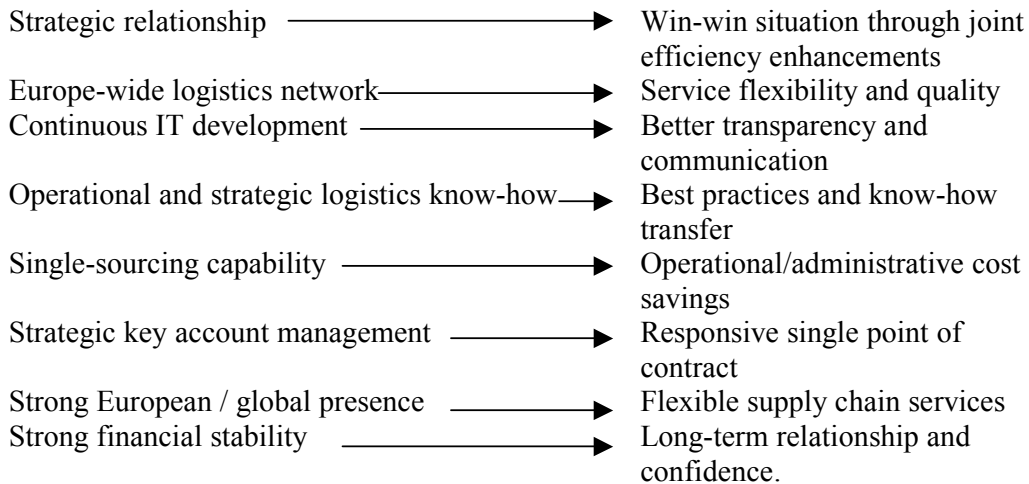 Strategic relationship Win-win situation through joint
efficiency enhancements
Europe-wide logistics network Service flexibility and quality
Continuous IT development Better transparency and
communication
Operational and strategic logistics know-how Best practices and know-how
transfer
Single-sourcing capability Operational/administrative cost
savings
Strategic key account management Responsive single point of
contract
Strong European / global presence Flexible supply chain services
Strong financial stability Long-term relationship and
confidence.